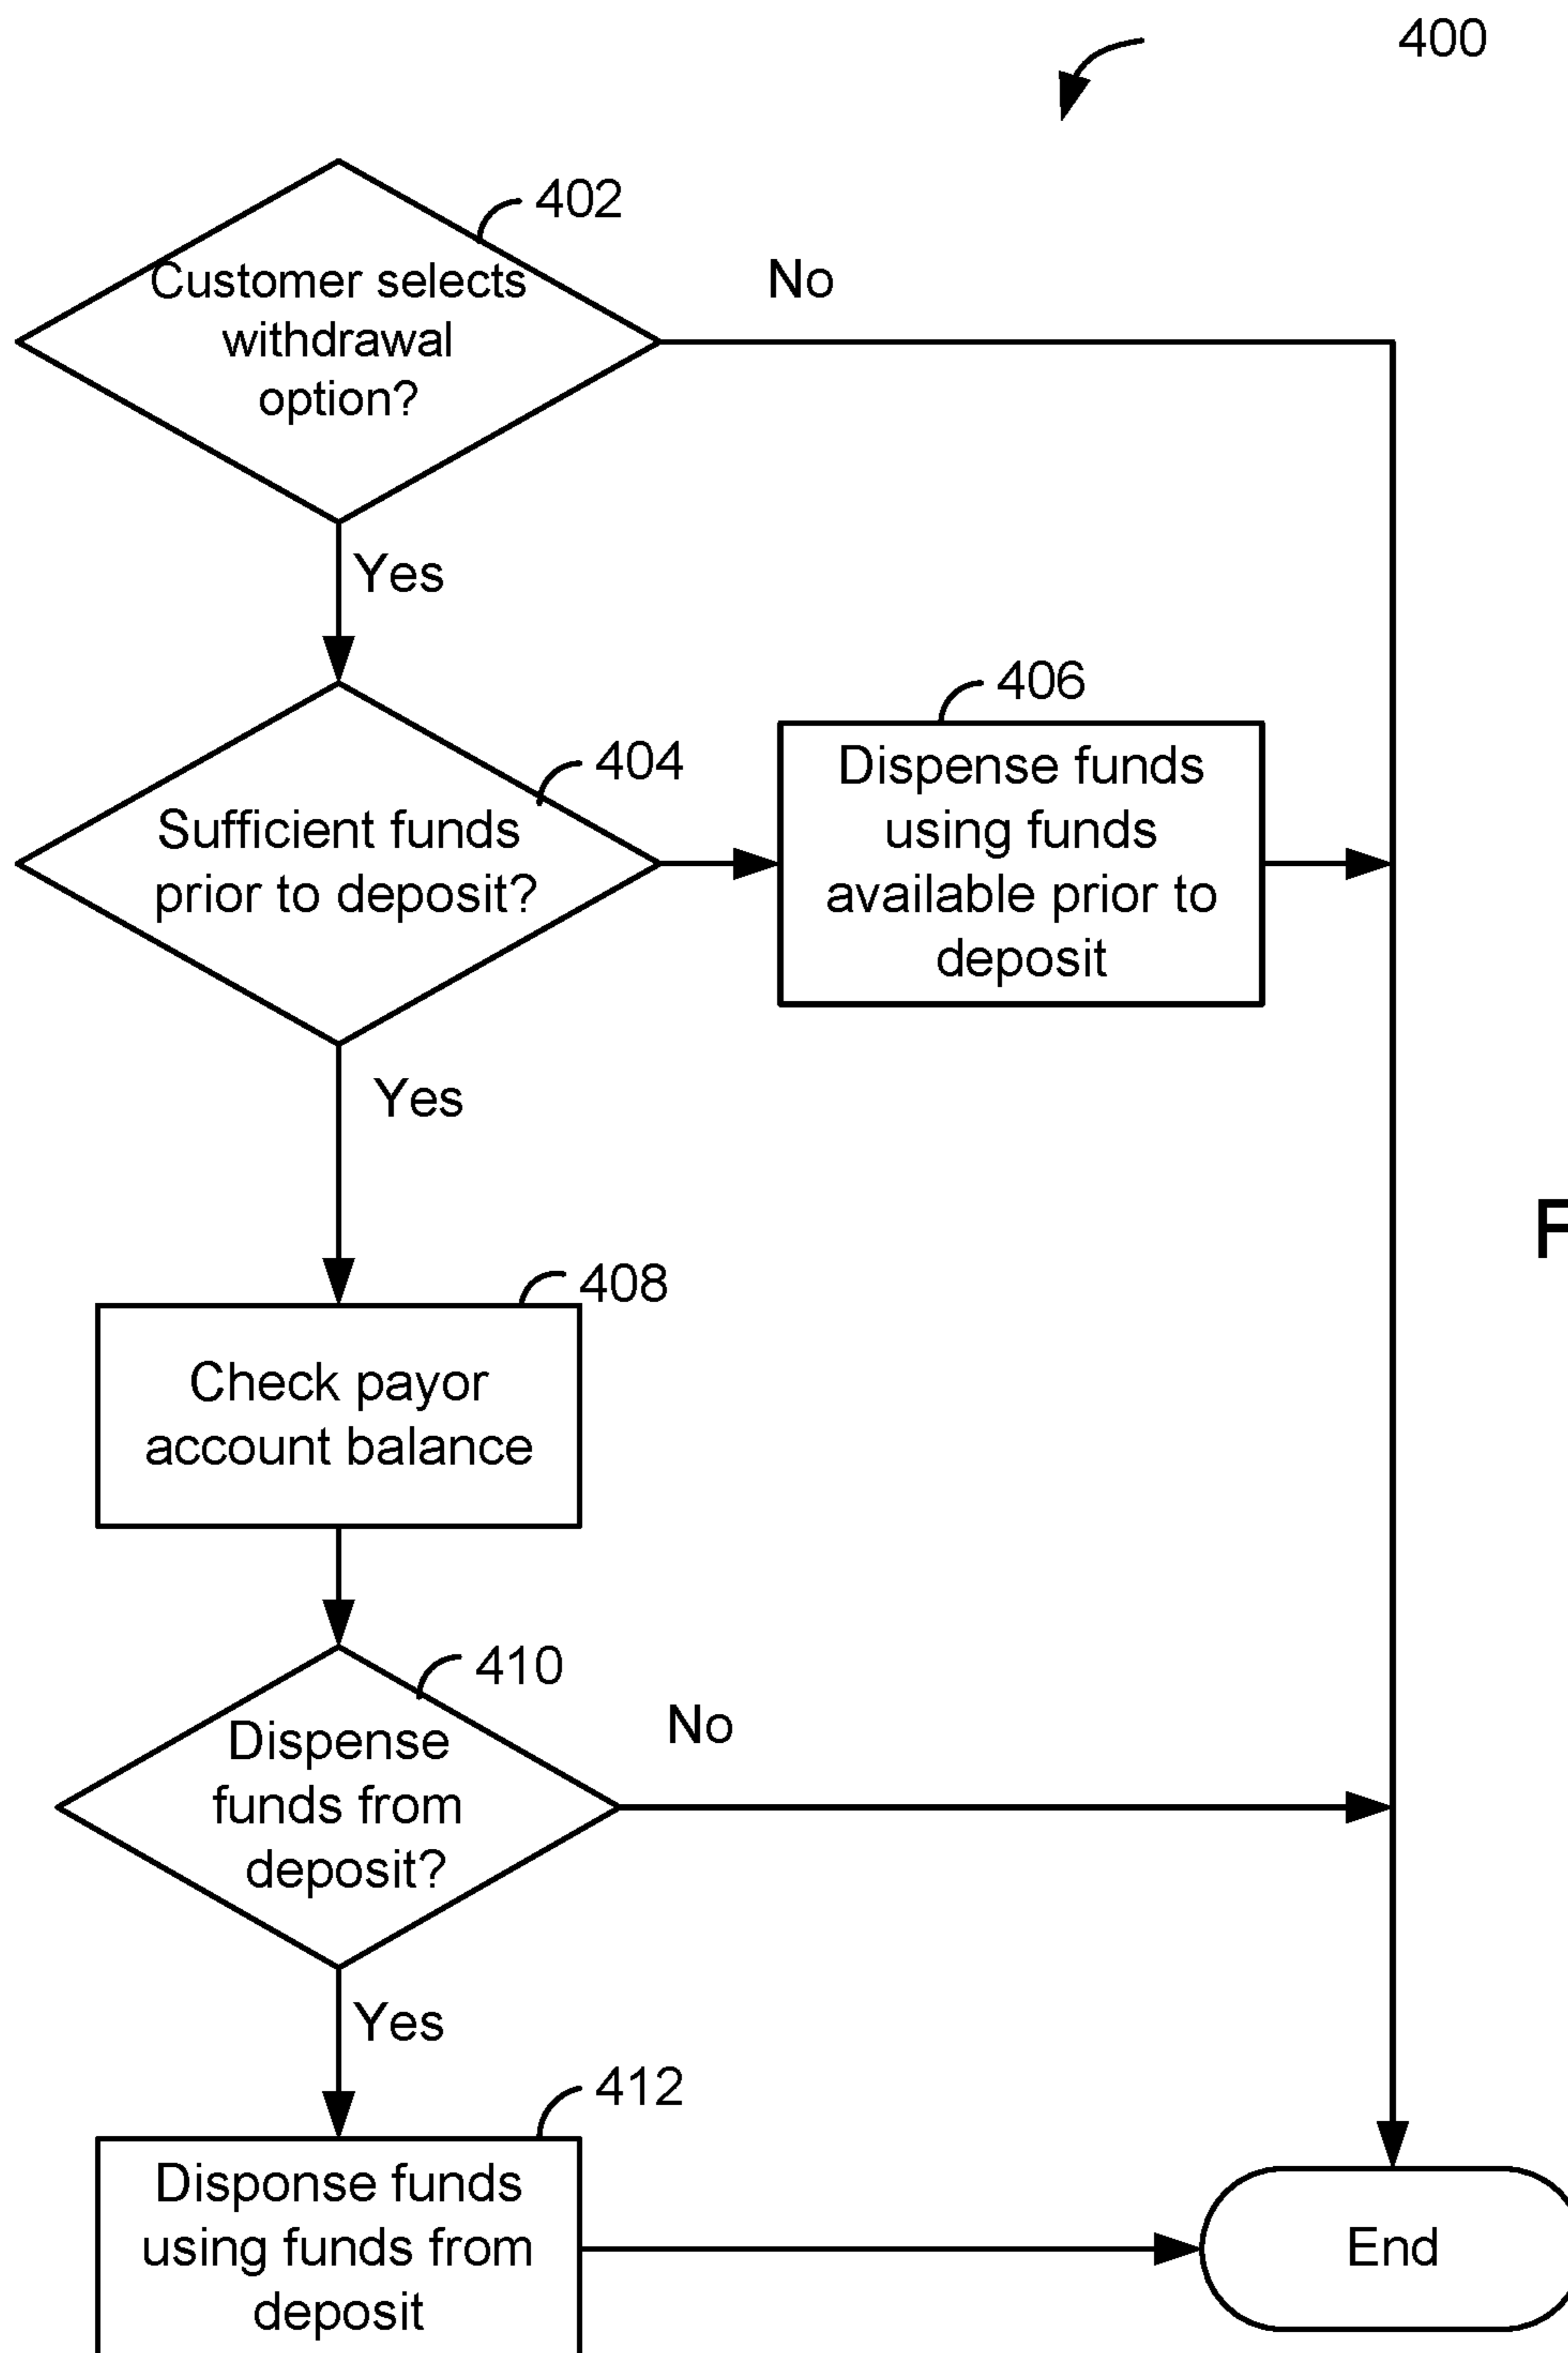 400
402
Customer selects
withdrawal
option?
No
Yes
404
Sufficient funds
prior to deposit?
406
Dispense funds
using funds
available prior to
deposit
Yes
F
408
Check payor
account balance
410
Dispense
funds from
deposit?
No
Yes
412
Disponse funds
using funds from
deposit
End